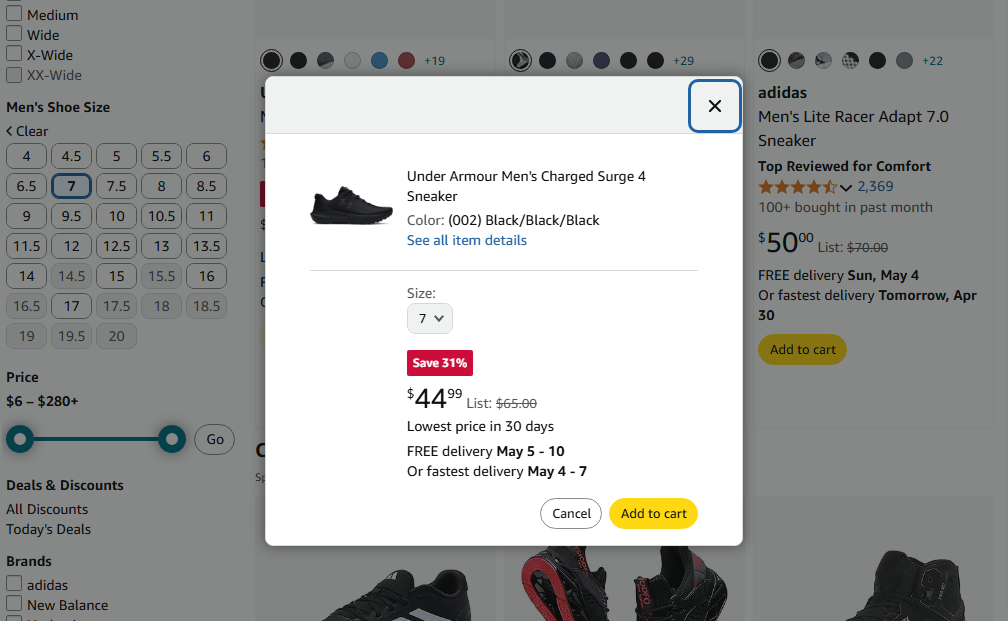 Medium
Wide
X-Wide
XX-Wide
Men's Shoe Size
Clear
4 4.5 5 5.5 6
6.5 7 7.5 8 8.5
9 9.5 10 10.5 11
11.5 12 12.5 13 13.5
14 14.5 15 15.5 16
16.5 17 17.5 18 18.5
19 19.5 20
Price
$6 – $280+
Go
Deals & Discounts
All Discounts
Today's Deals
Brands
adidas
New Balance
+19
+29
+22
Under Armour Men's Charged Surge 4
Sneaker
Color: (002) Black/Black/Black
See all item details
Size:
7
Save 31%
$44.99 List: $65.00
Lowest price in 30 days
FREE delivery May 5 - 10
Or fastest delivery May 4 - 7
Cancel
Add to cart
adidas
Men's Lite Racer Adapt 7.0
Sneaker
Top Reviewed for Comfort
2,369
100+ bought in past month
$50.00 List: $70.00
FREE delivery Sun, May 4
Or fastest delivery Tomorrow, Apr
30
Add to cart